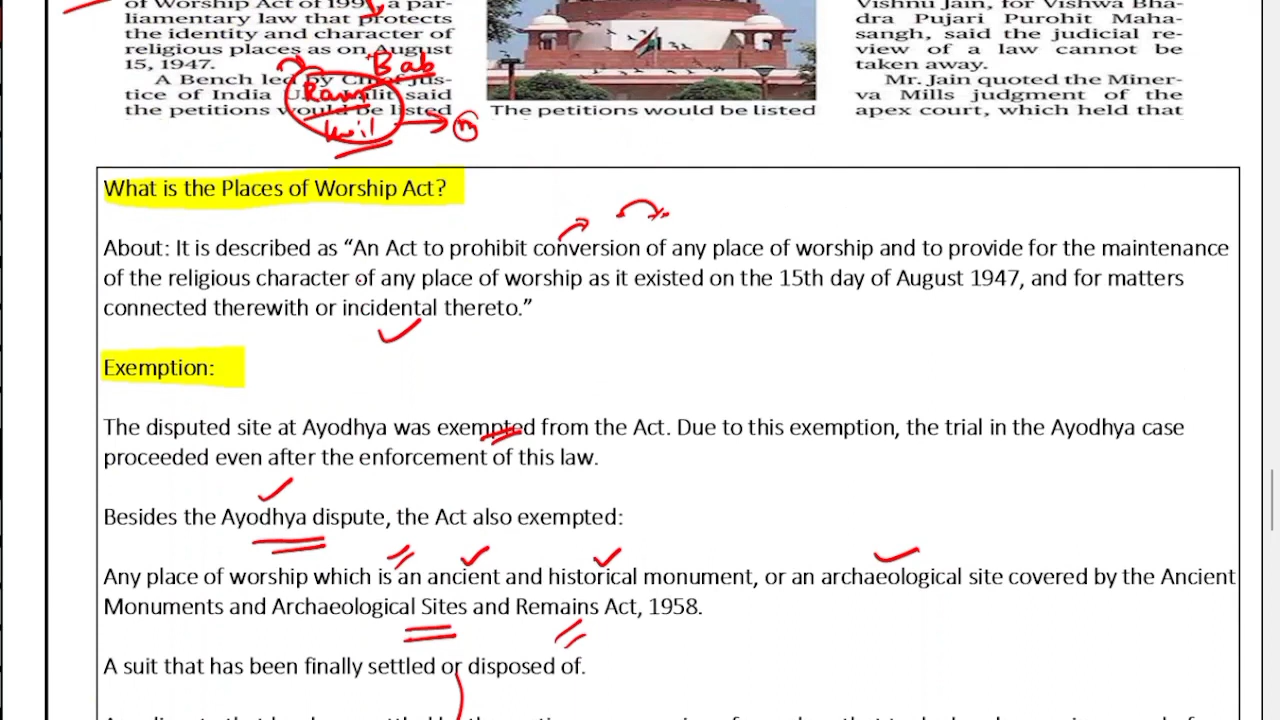 of Worship Act of 1991, a par-
liamentary law that protects
the identity and character of
religious places as on August
15, 1947.
A Bench led by Chief Jus-
tice of India U.U. Lalit said
the petitions would be listed
Bab
Ram
The petitions would be listed
Vishnu Jain, for Vishwa Bha-
dra Pujari Purohit Maha-
sangh, said the judicial re-
view of a law cannot be
taken away.
Mr. Jain quoted the Miner-
va Mills judgment of the
apex court, which held that
What is the Places of Worship Act?
About: It is described as “An Act to prohibit conversion of any place of worship and to provide for the maintenance
of the religious character of any place of worship as it existed on the 15th day of August 1947, and for matters
connected therewith or incidental thereto.”
Exemption:
The disputed site at Ayodhya was exempted from the Act. Due to this exemption, the trial in the Ayodhya case
proceeded even after the enforcement of this law.
Besides the Ayodhya dispute, the Act also exempted:
Any place of worship which is an ancient and historical monument, or an archaeological site covered by the Ancient
Monuments and Archaeological Sites and Remains Act, 1958.
A suit that has been finally settled or disposed of.